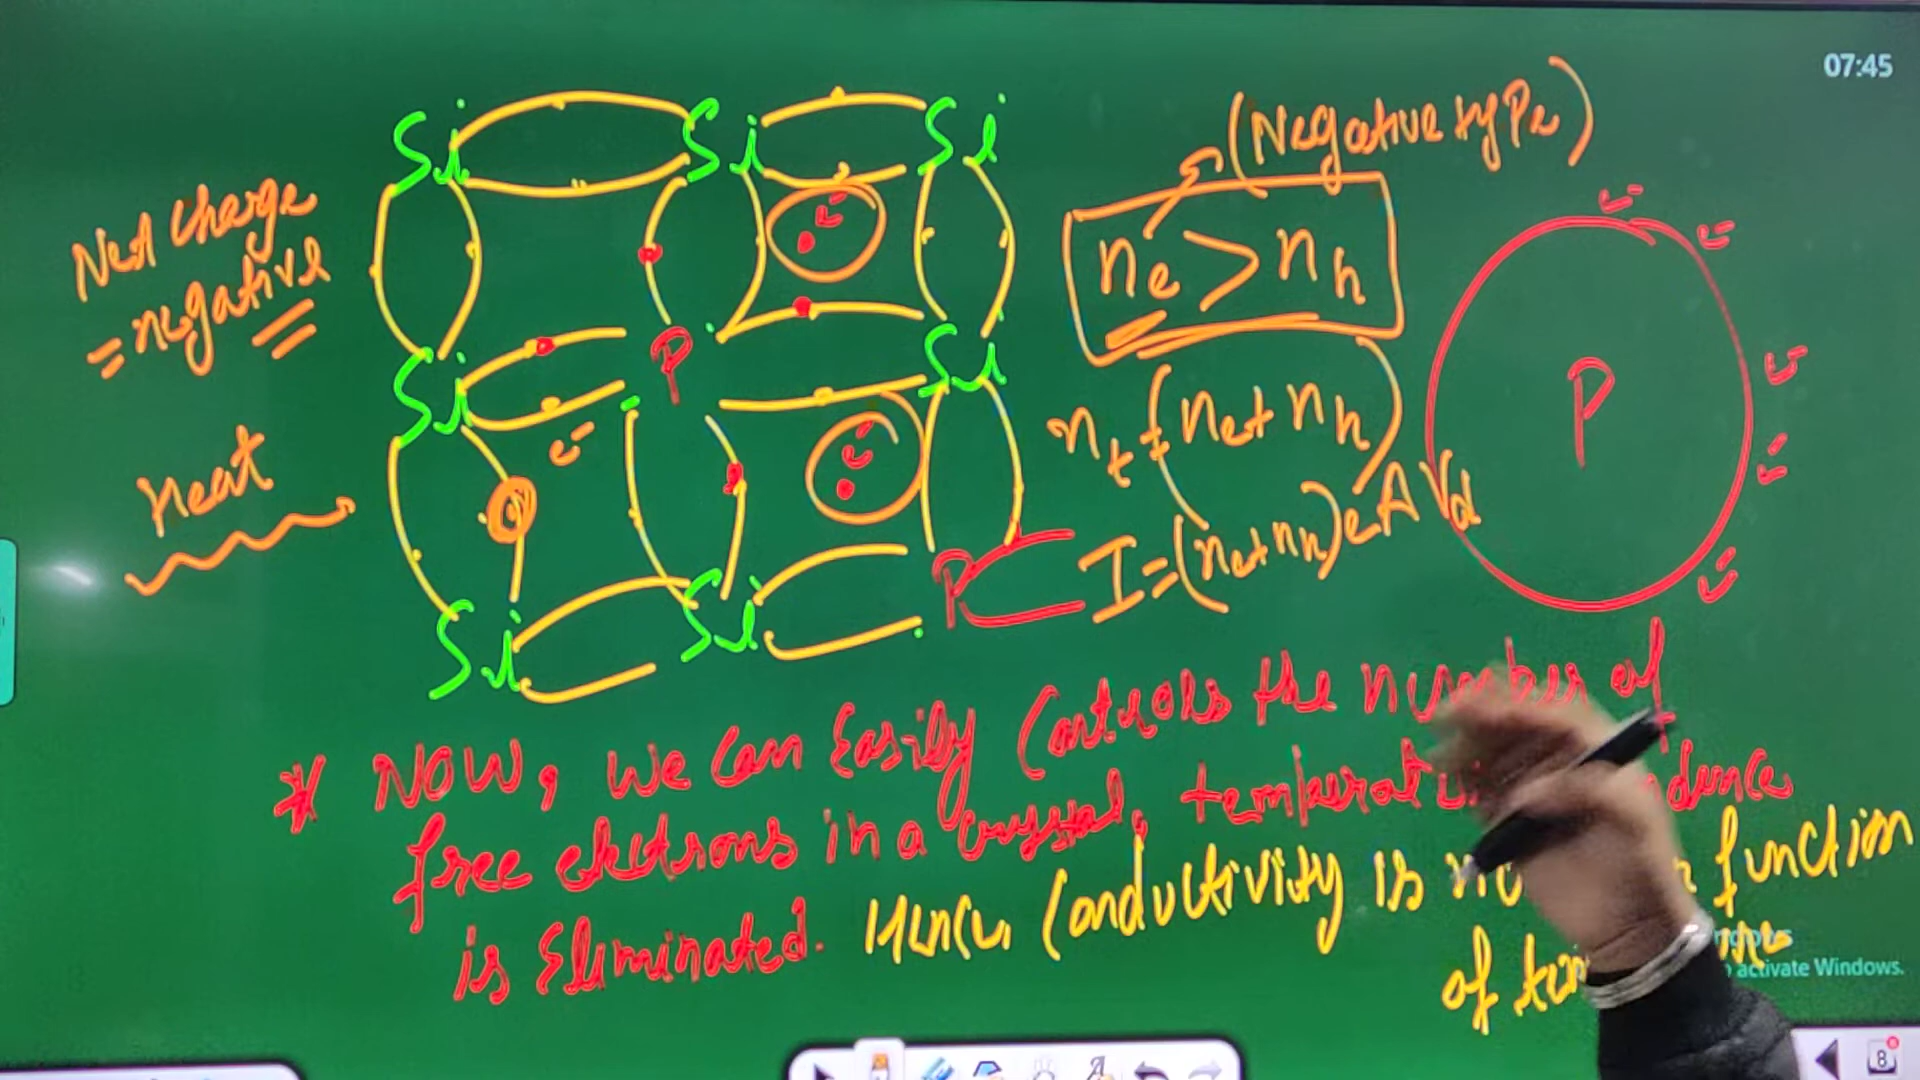 07:45
(Negative type)
Net charge
= negative
Si Si Si
e-
ne > nh
e- e- e- e- e-
P
Si P Si
e- e-
nt = (ne + nh)
Heat
I = (ne + nh) e A Vd
Si Si P
* NOW, we can Easily Controls the number of
free electrons in a crystal,
is Eliminated. Hence Conductivity is function
of
activate Windows.